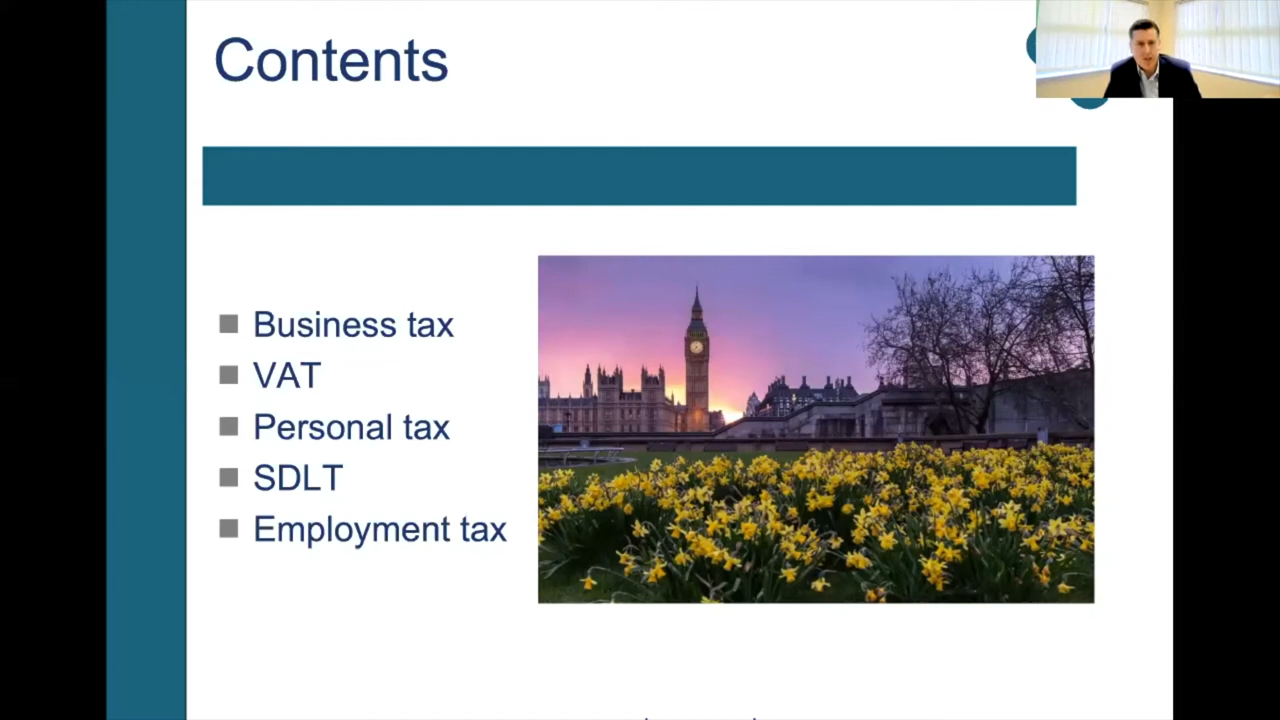 Contents
Business tax
VAT
Personal tax
SDLT
Employment tax